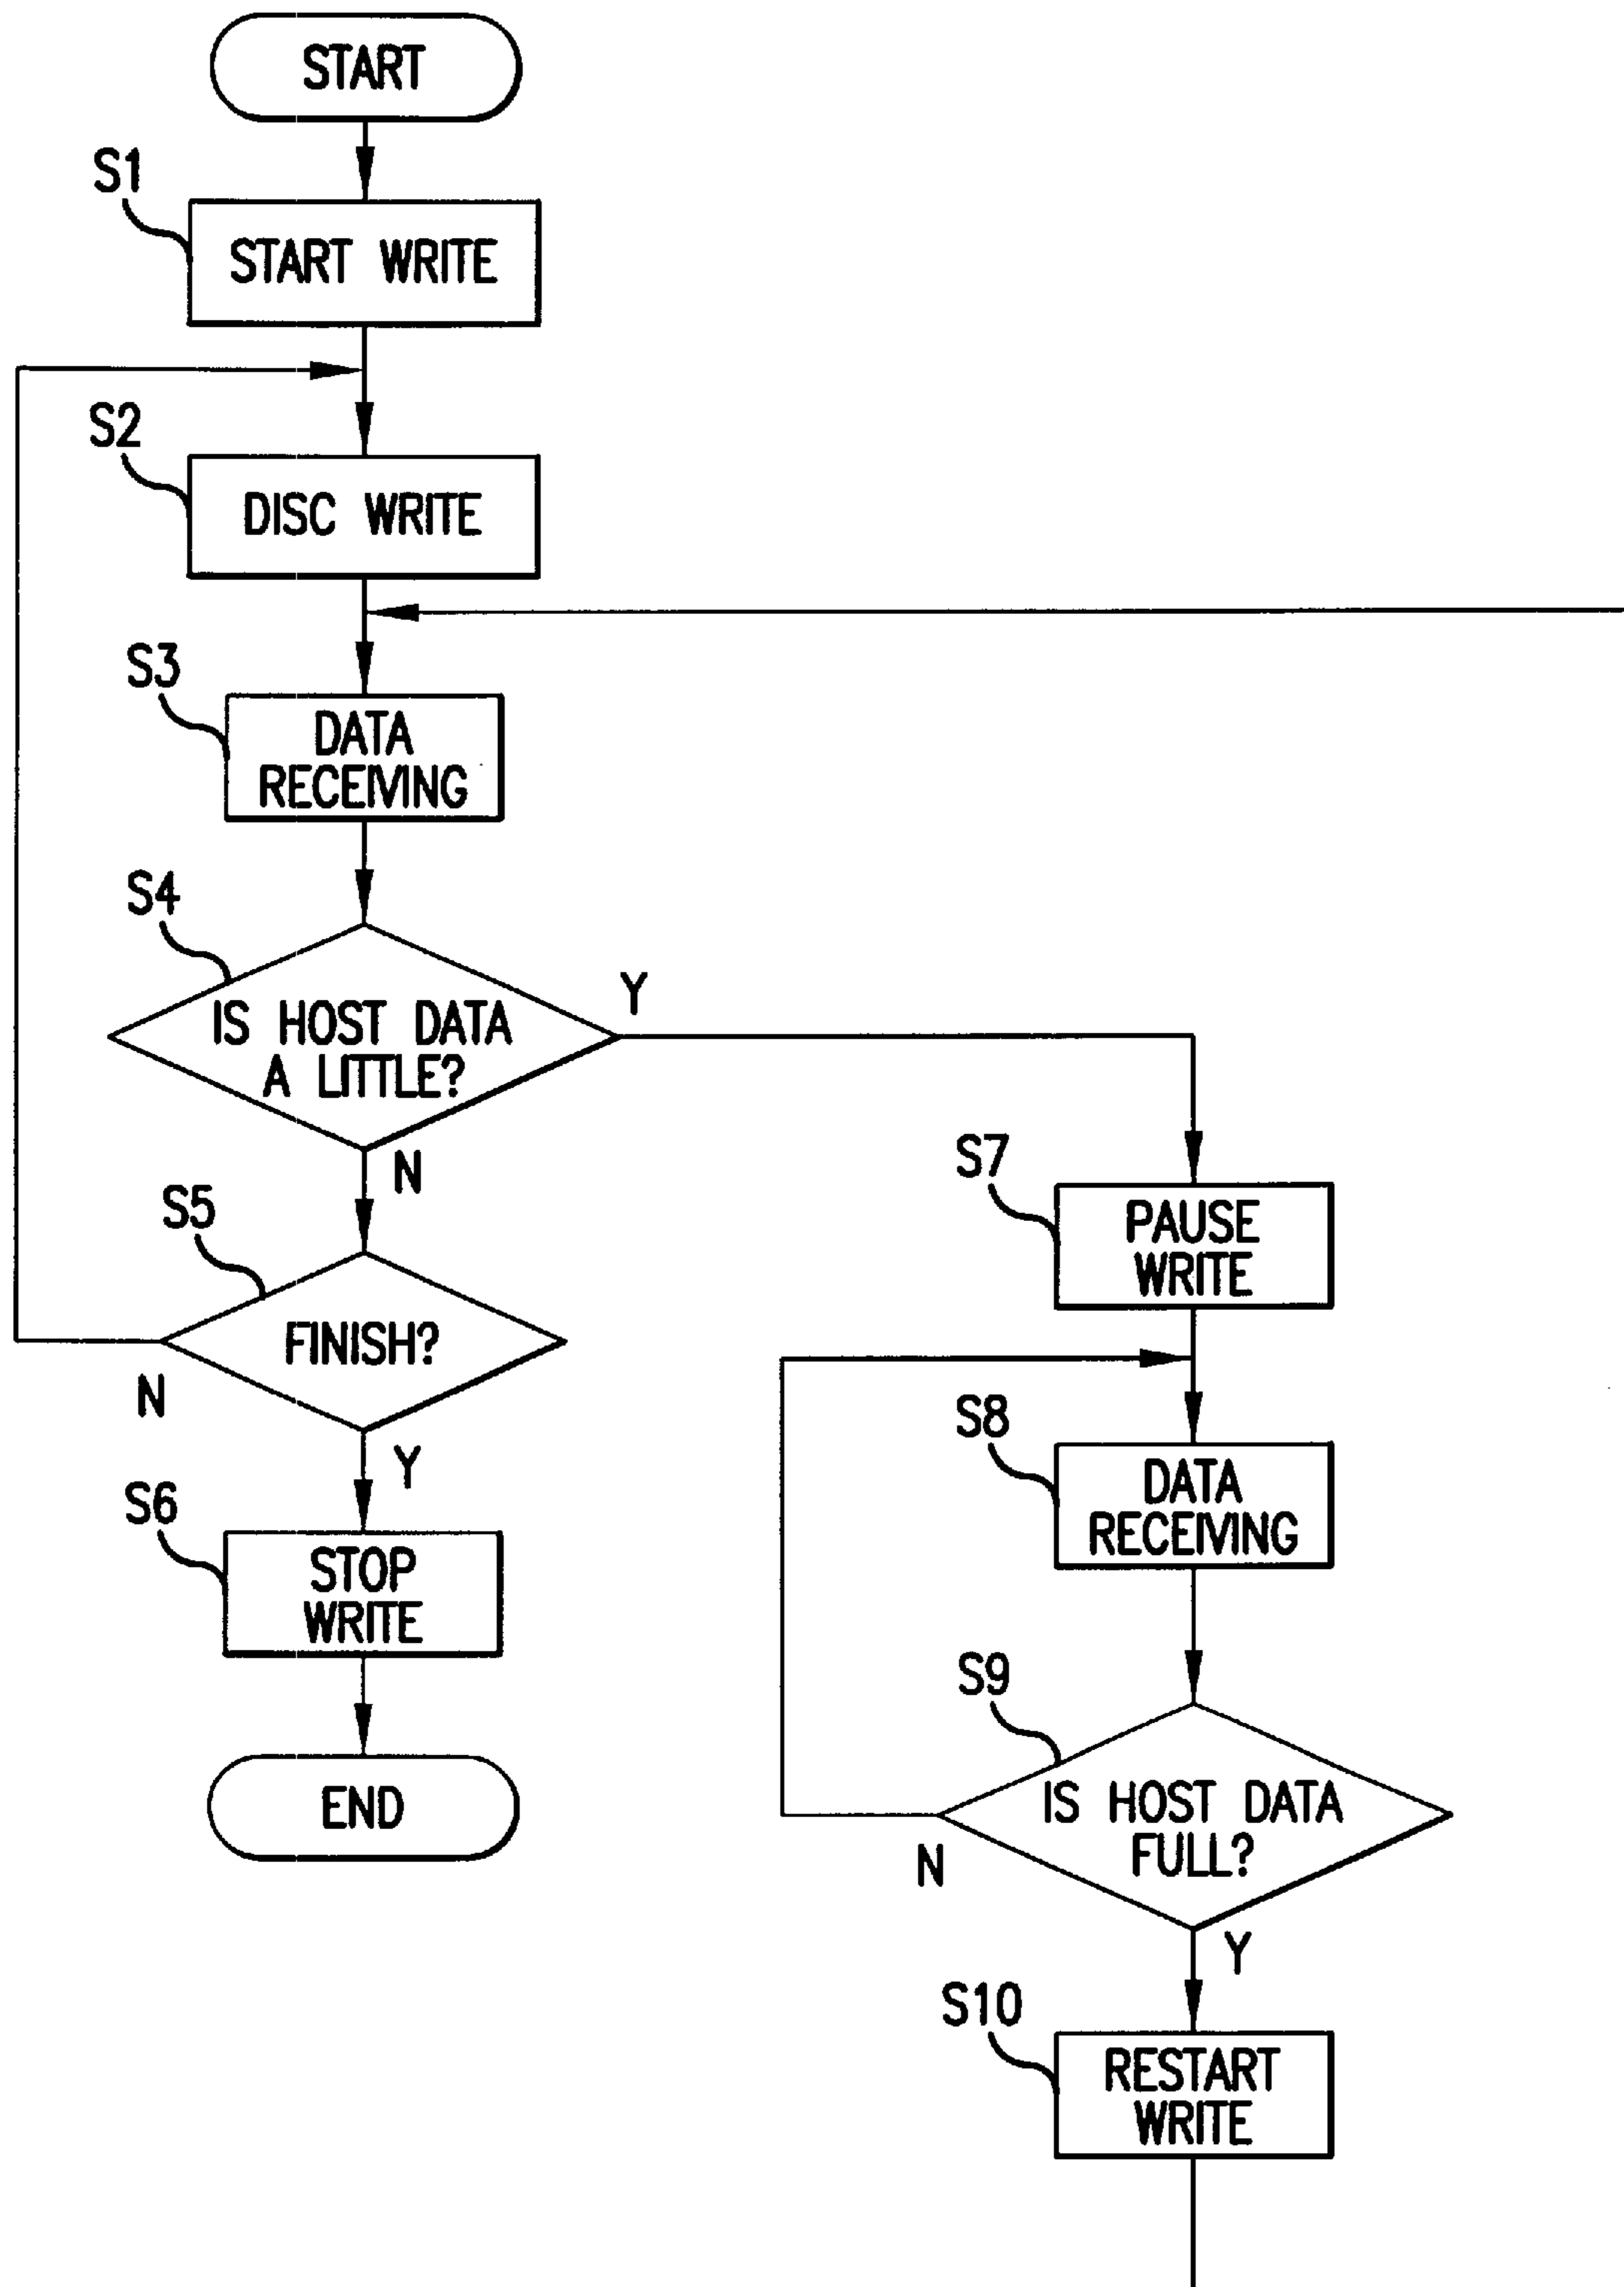 START
S1
START WRITE
S2
DISC WRITE
S3
DATA
RECEIVING
S4
IS HOST DATA
A LITTLE?
Y
N
S5
FINISH?
N
Y
S6
STOP
WRITE
END
S7
PAUSE
WRITE
S8
DATA
RECEIVING
S9
IS HOST DATA
FULL?
N
Y
S10
RESTART
WRITE